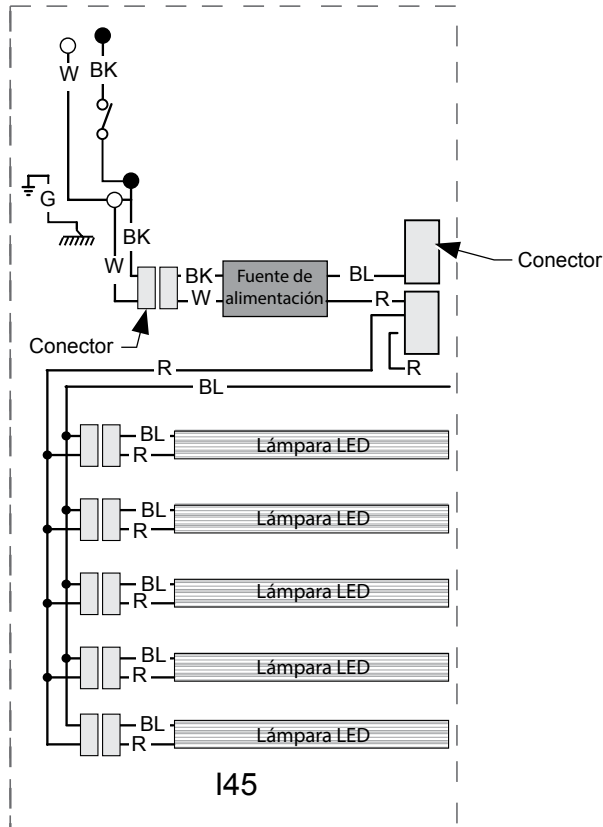 W
BK
G
BK
W
BK
W
Fuente de
alimentación
BL
R
Conector
Conector
R
R
BL
BL
R
Lámpara LED
BL
R
Lámpara LED
BL
R
Lámpara LED
BL
R
Lámpara LED
BL
R
Lámpara LED
I45